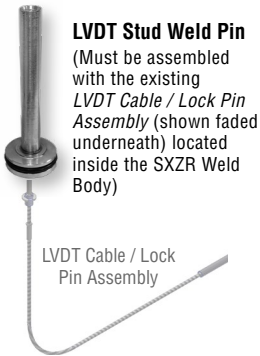 LVDT Stud Weld Pin
(Must be assembled
with the existing
LVDT Cable / Lock Pin
Assembly (shown faded
underneath) located
inside the SXZR Weld
Body)
LVDT Cable / Lock
Pin Assembly